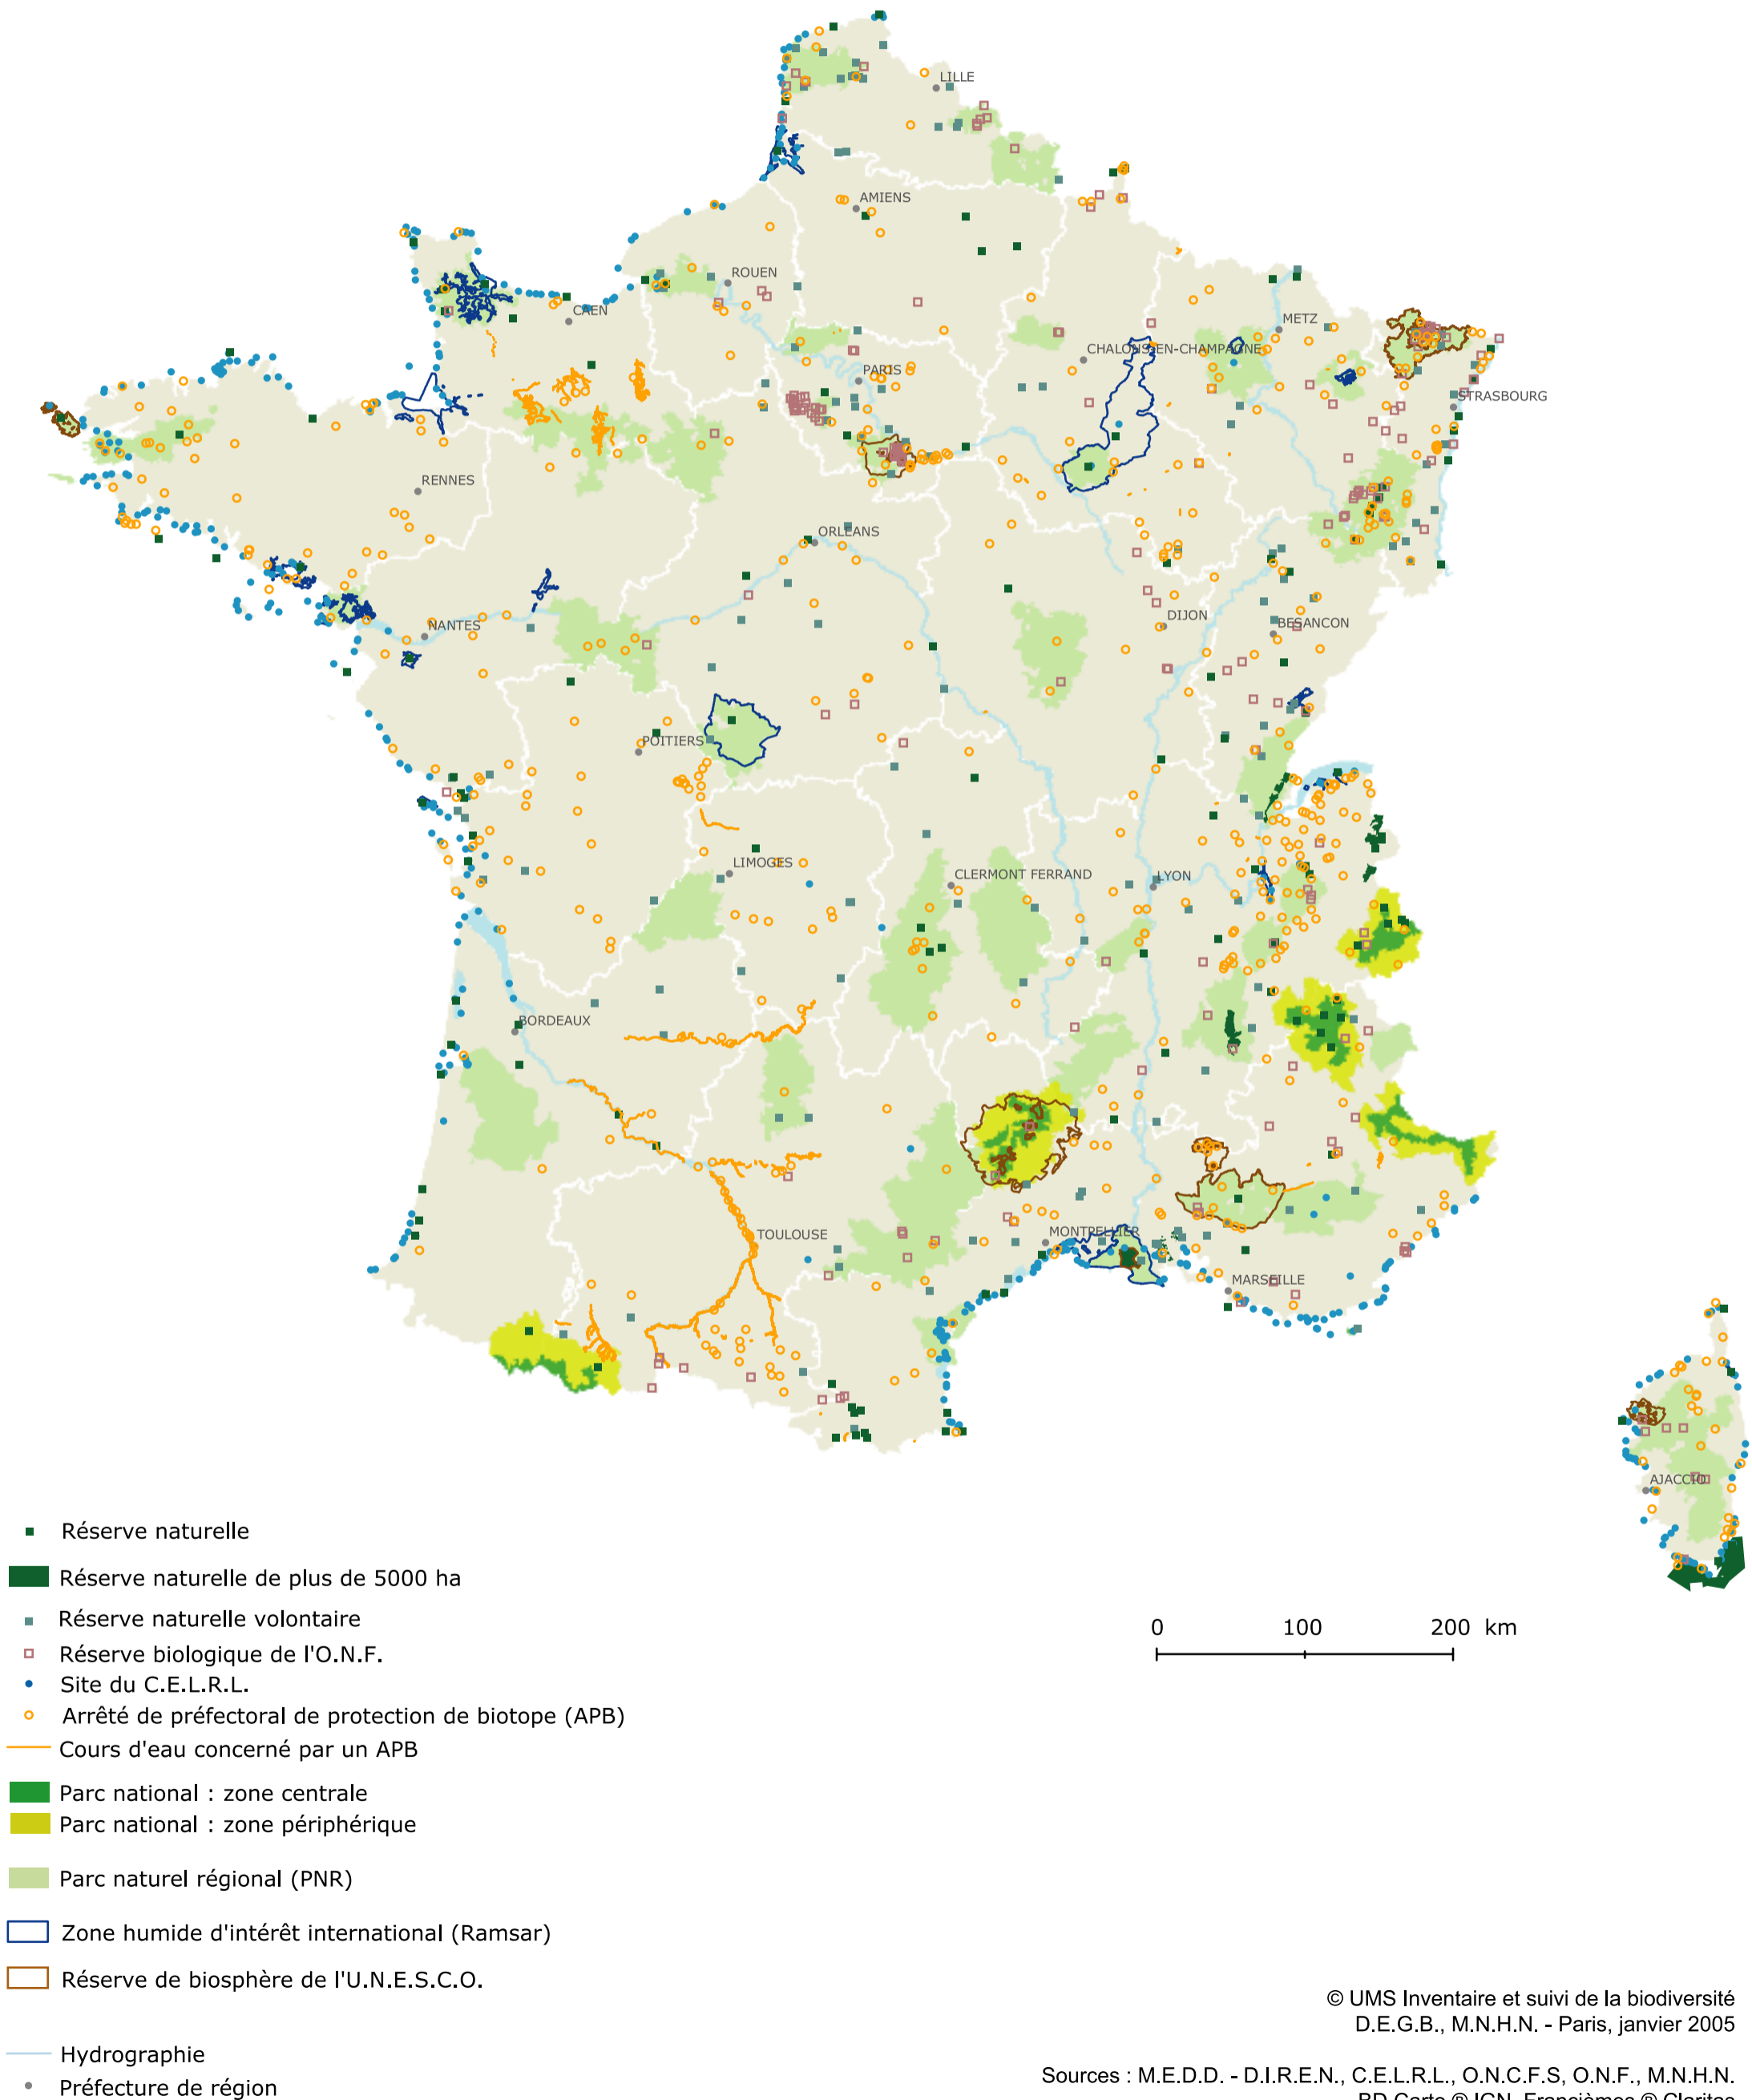 LILLE
AMIENS
ROUEN
CAEN
METZ
CHALONS-EN-CHAMPAGNE
PARIS
STRASBOURG
RENNES
ORLEANS
DIJON
BESANCON
NANTES
POITIERS
LIMOGES
CLERMONT FERRAND
LYON
BORDEAUX
TOULOUSE
MONTPELLIER
MARSEILLE
AJACCIO
Réserve naturelle
Réserve naturelle de plus de 5000 ha
Réserve naturelle volontaire
Réserve biologique de l'O.N.F.
Site du C.E.L.R.L.
Arrêté de préfectoral de protection de biotope (APB)
Cours d'eau concerné par un APB
Parc national : zone centrale
Parc national : zone périphérique
Parc naturel régional (PNR)
Zone humide d'intérêt international (Ramsar)
Réserve de biosphère de l'U.N.E.S.C.O.
Hydrographie
Préfecture de région
0 100 200 km
© UMS Inventaire et suivi de la biodiversité
D.E.G.B., M.N.H.N. - Paris, janvier 2005
Sources : M.E.D.D. - D.I.R.E.N., C.E.L.R.L., O.N.C.F.S, O.N.F., M.N.H.N.
BD Carto ® IGN, Francièmes ® Claritas